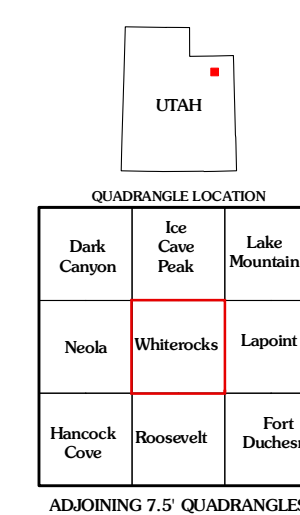 UTAH
QUADRANGLE LOCATION
Dark
Canyon
Ice
Cave
Peak
Lake
Mountain
Neola
Whiterocks
Lapoint
Hancock
Cove
Roosevelt
Fort
Duchesn
ADJOINING 7.5' QUADRANGLES